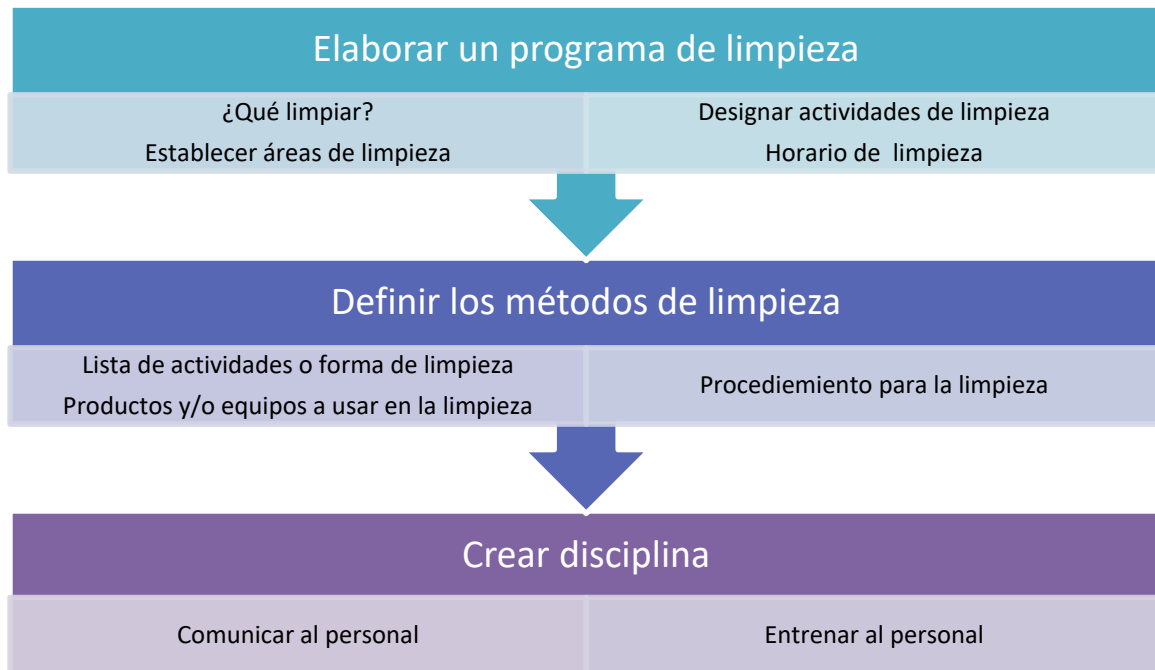 Elaborar un programa de limpieza
¿Qué limpiar?
Establecer áreas de limpieza
Designar actividades de limpieza
Horario de  limpieza
Definir los métodos de limpieza
Lista de actividades o forma de limpieza
Productos y/o equipos a usar en la limpieza
Procediemiento para la limpieza
Crear disciplina
Comunicar al personal
Entrenar al personal